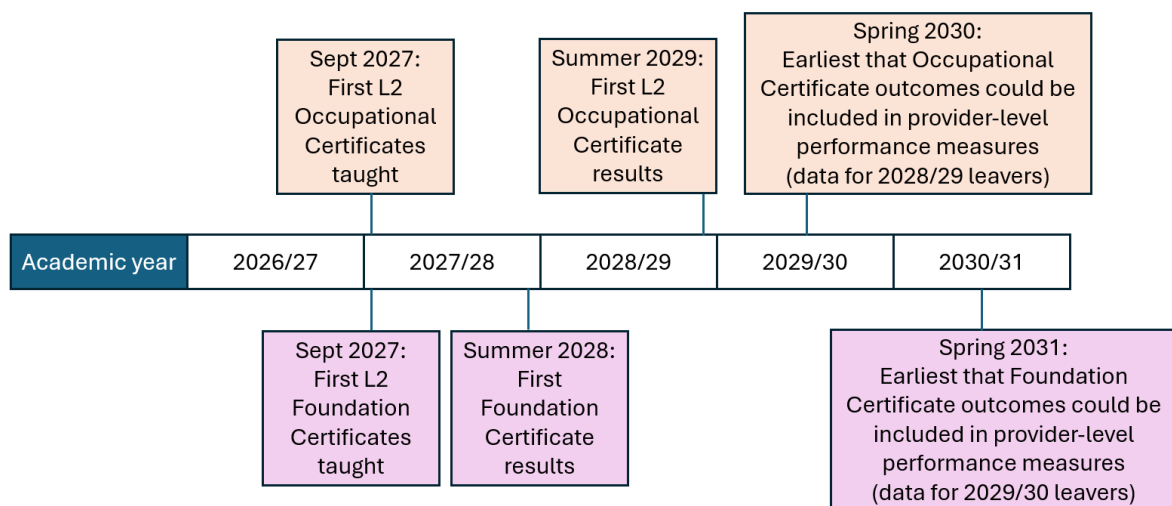 Sept 2027:
First L2
Occupational
Certificates
taught
Summer 2029:
First L2
Occupational
Certificate
results
Spring 2030:
Earliest that Occupational
Certificate outcomes could be
included in provider-level
performance measures
(data for 2028/29 leavers)
Academic year
2026/27
2027/28
2028/29
2029/30
2030/31
Sept 2027:
First L2
Foundation
Certificates
taught
Summer 2028:
First
Foundation
Certificate
results
Spring 2031:
Earliest that Foundation
Certificate outcomes could be
included in provider-level
performance measures
(data for 2029/30 leavers)